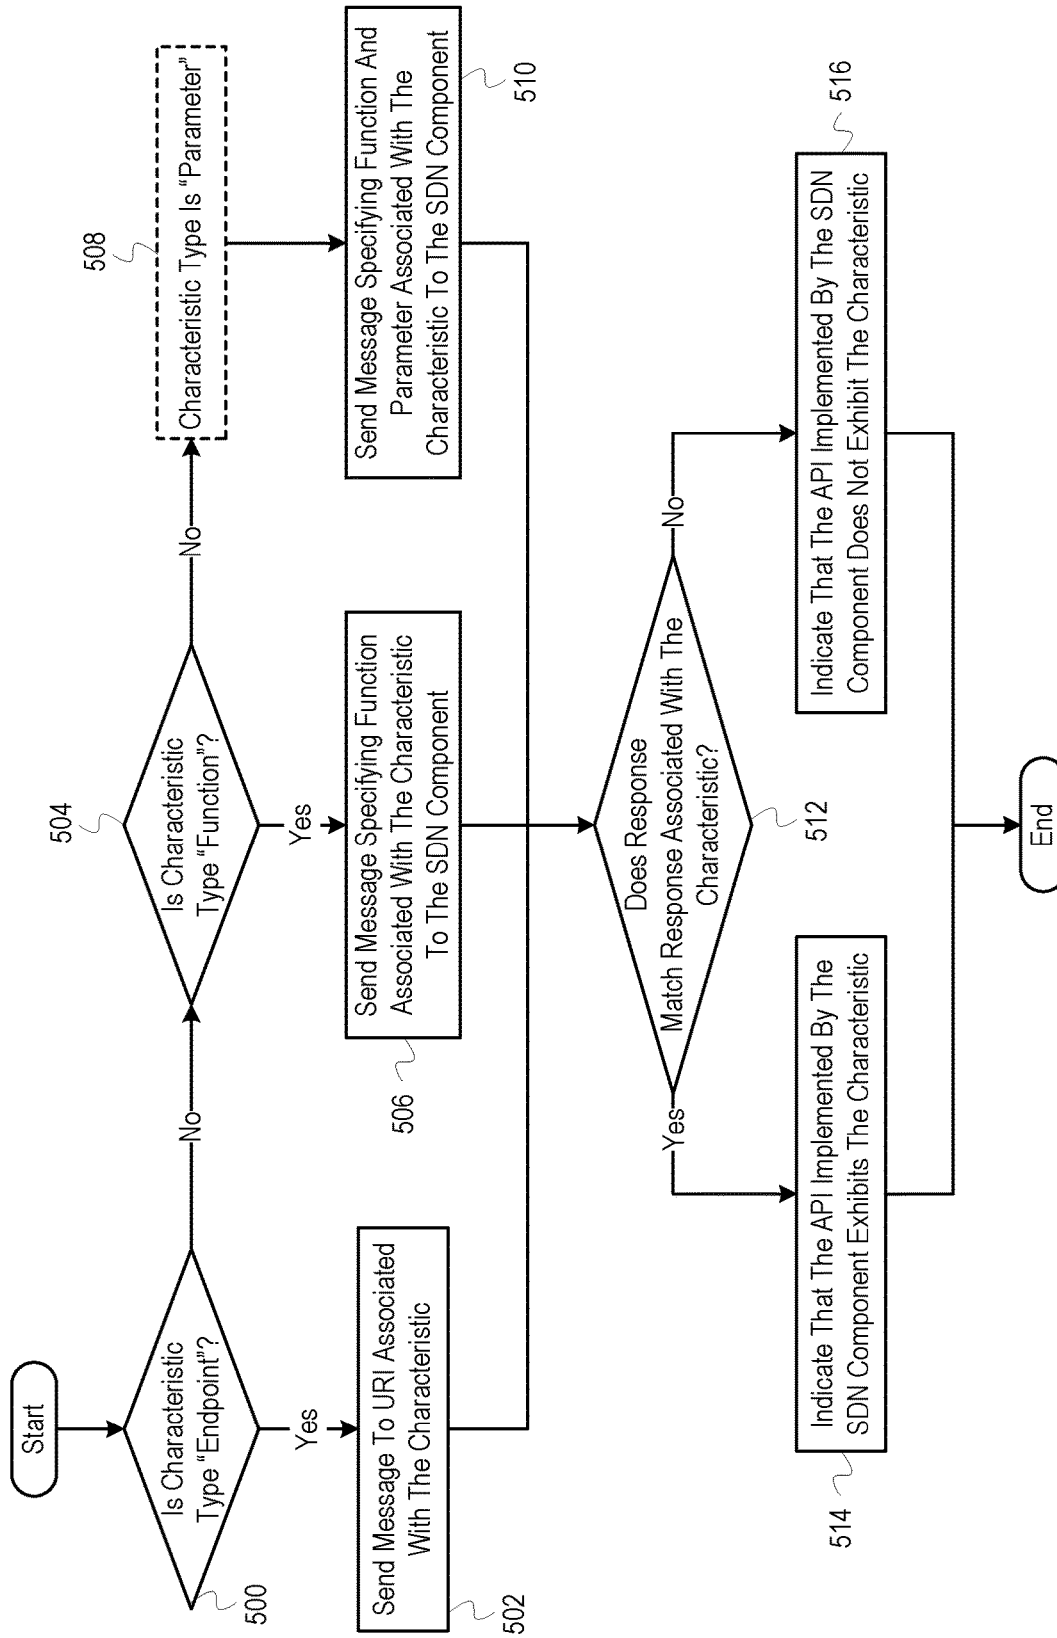 Start
Is Characteristic
Type “Endpoint”?
500
No
Yes
Send Message To URI Associated
With The Characteristic
502
Is Characteristic
Type “Function”?
504
No
Yes
Send Message Specifying Function
Associated With The Characteristic
To The SDN Component
506
Characteristic Type Is “Parameter”
508
Send Message Specifying Function And
Parameter Associated With The
Characteristic To The SDN Component
510
Does Response
Match Response Associated With The
Characteristic?
512
Yes
No
Indicate That The API Implemented By The
SDN Component Exhibits The Characteristic
514
Indicate That The API Implemented By The SDN
Component Does Not Exhibit The Characteristic
516
End